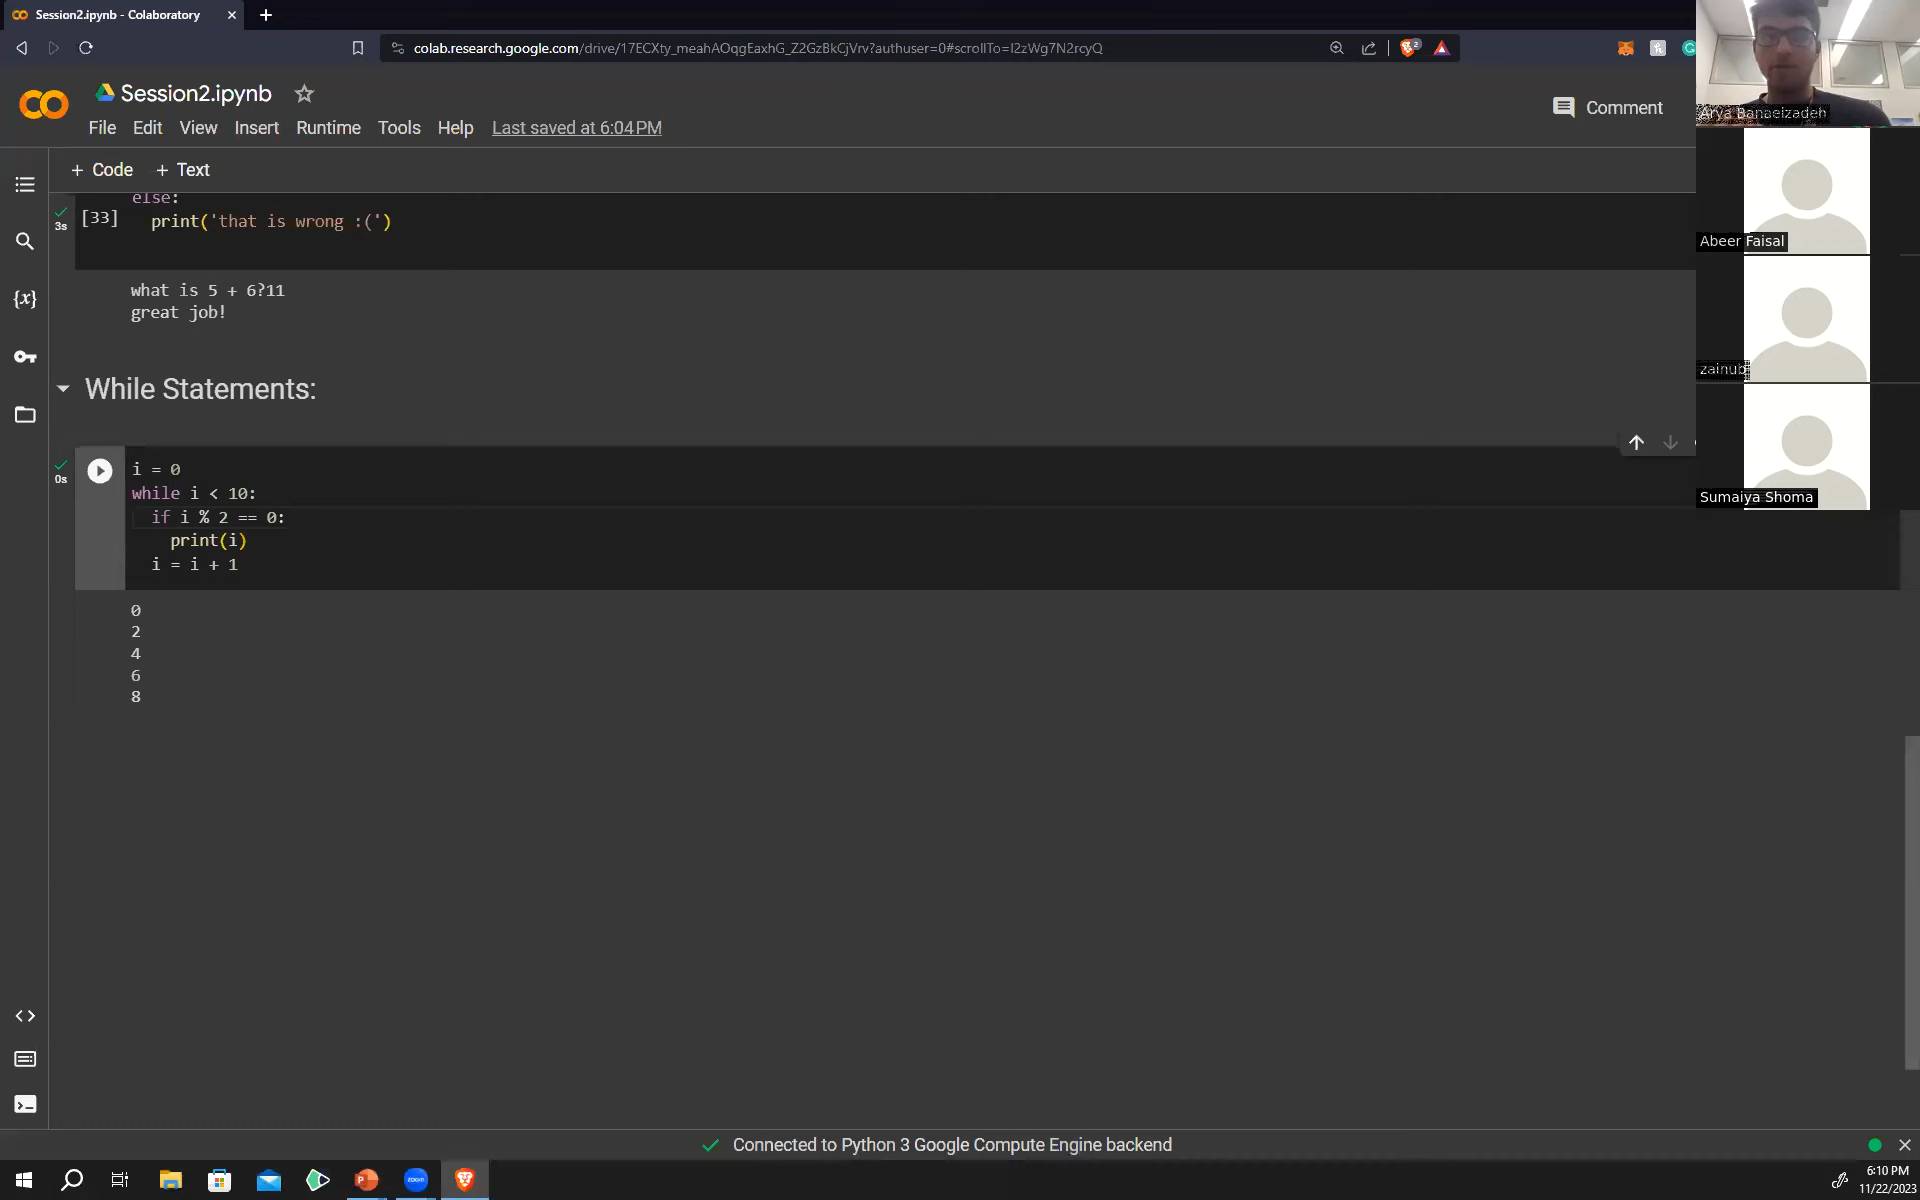 Session2.ipynb - Colaboratory
colab.research.google.com/drive/17ECXty_meahAOqgEaxhG_Z2GzBkCjVrv?authuser=0#scrollTo=I2zWg7N2rcyQ
Session2.ipynb
Comment
Arya Banaeizadeh
File Edit View Insert Runtime Tools Help Last saved at 6:04 PM
+ Code + Text
else:
[33] print('that is wrong :(')
3s
Abeer Faisal
what is 5 + 6?11
great job!
zainub
While Statements:
0s
i = 0
while i < 10:
if i % 2 == 0:
print(i)
i = i + 1
Sumaiya Shoma
0
2
4
6
8
Connected to Python 3 Google Compute Engine backend
6:10 PM
11/22/2023